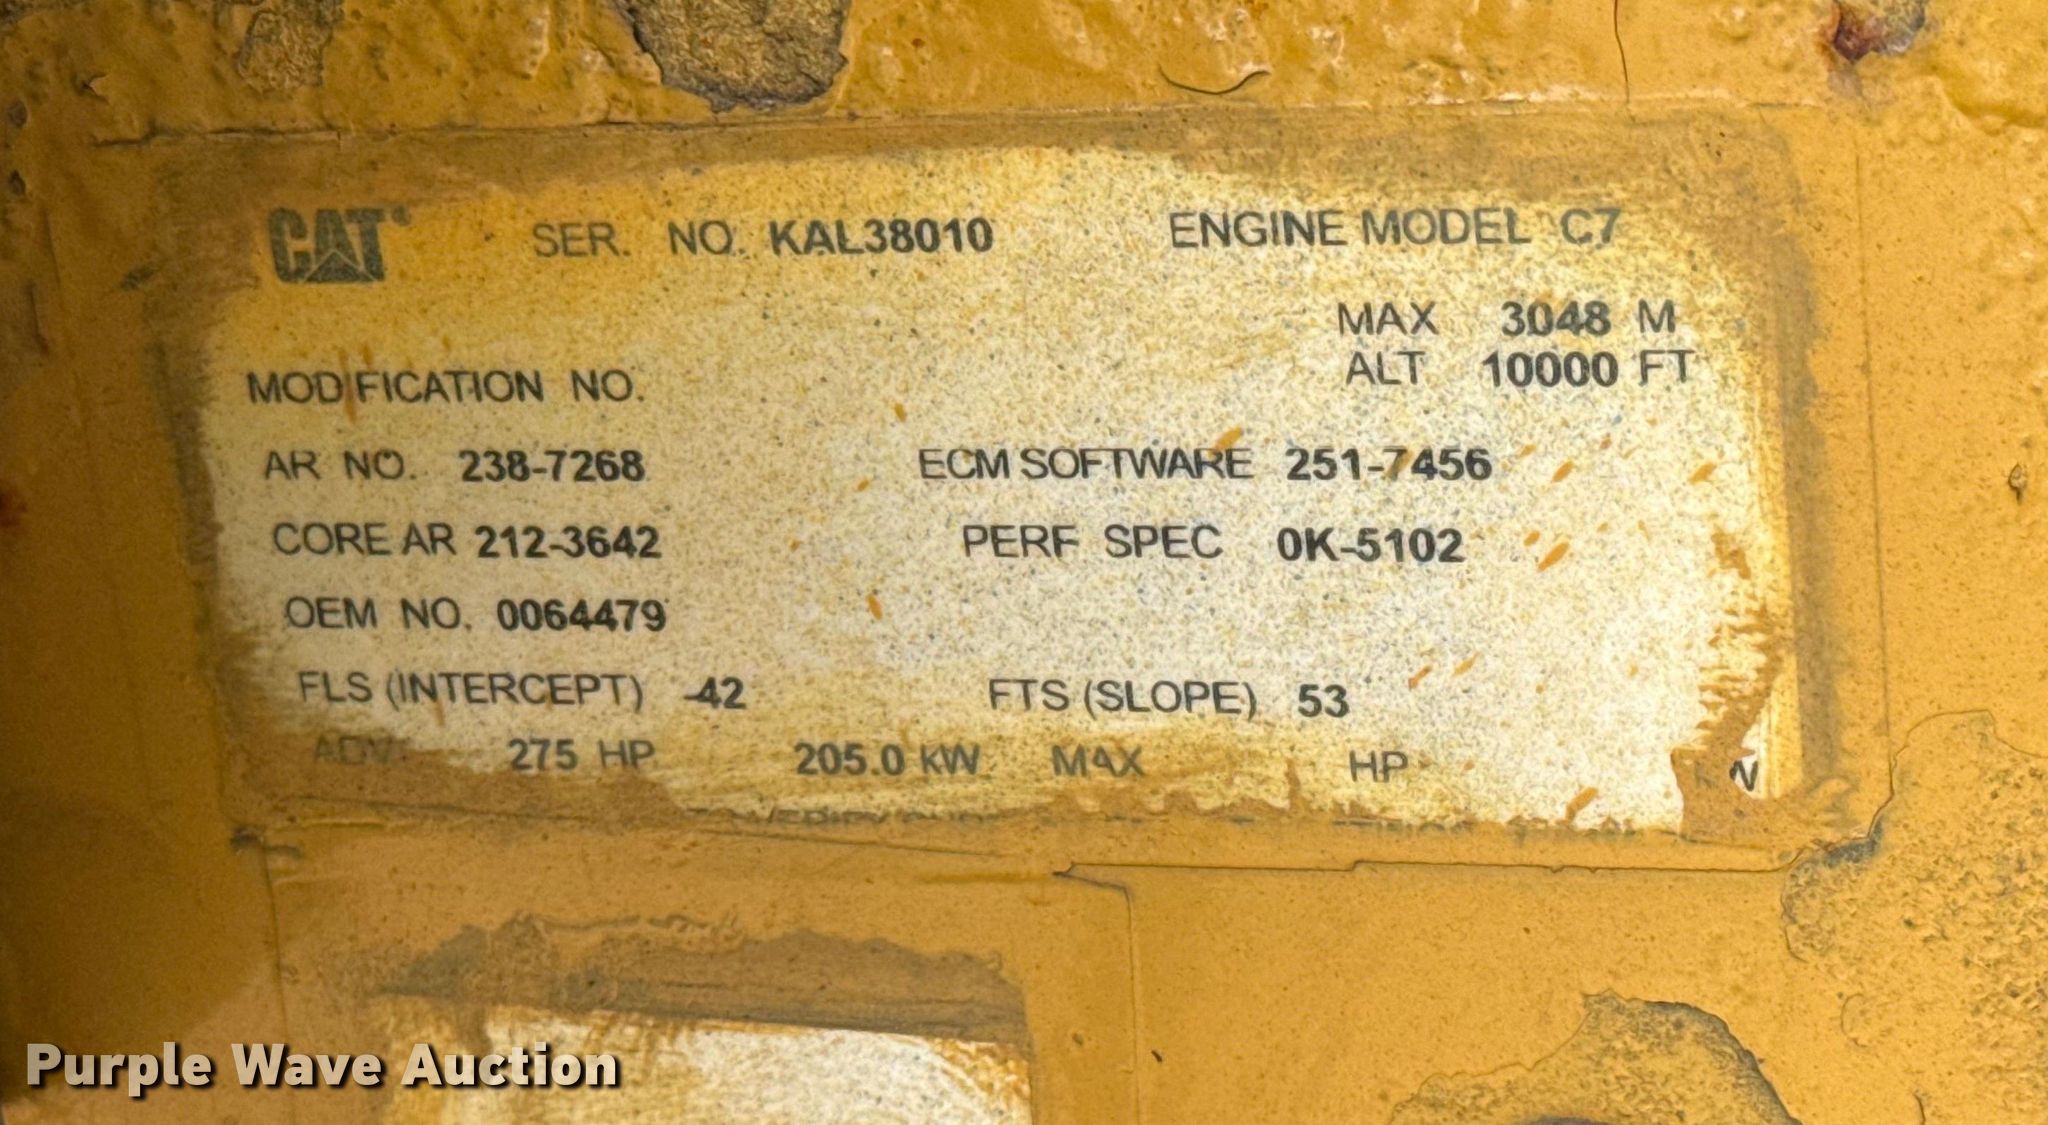 CAT SER. NO. KAL38010 ENGINE MODEL C7
MAX 3048 M
ALT 10000 FT
MODIFICATION NO.
AR NO. 238-7268 ECM SOFTWARE 251-7456
CORE AR 212-3642 PERF SPEC 0K-5102
OEM NO. 0064479
FLS (INTERCEPT) -42 FTS (SLOPE) 53
ADV 275 HP 205.0 KW MAX HP
Purple Wave Auction